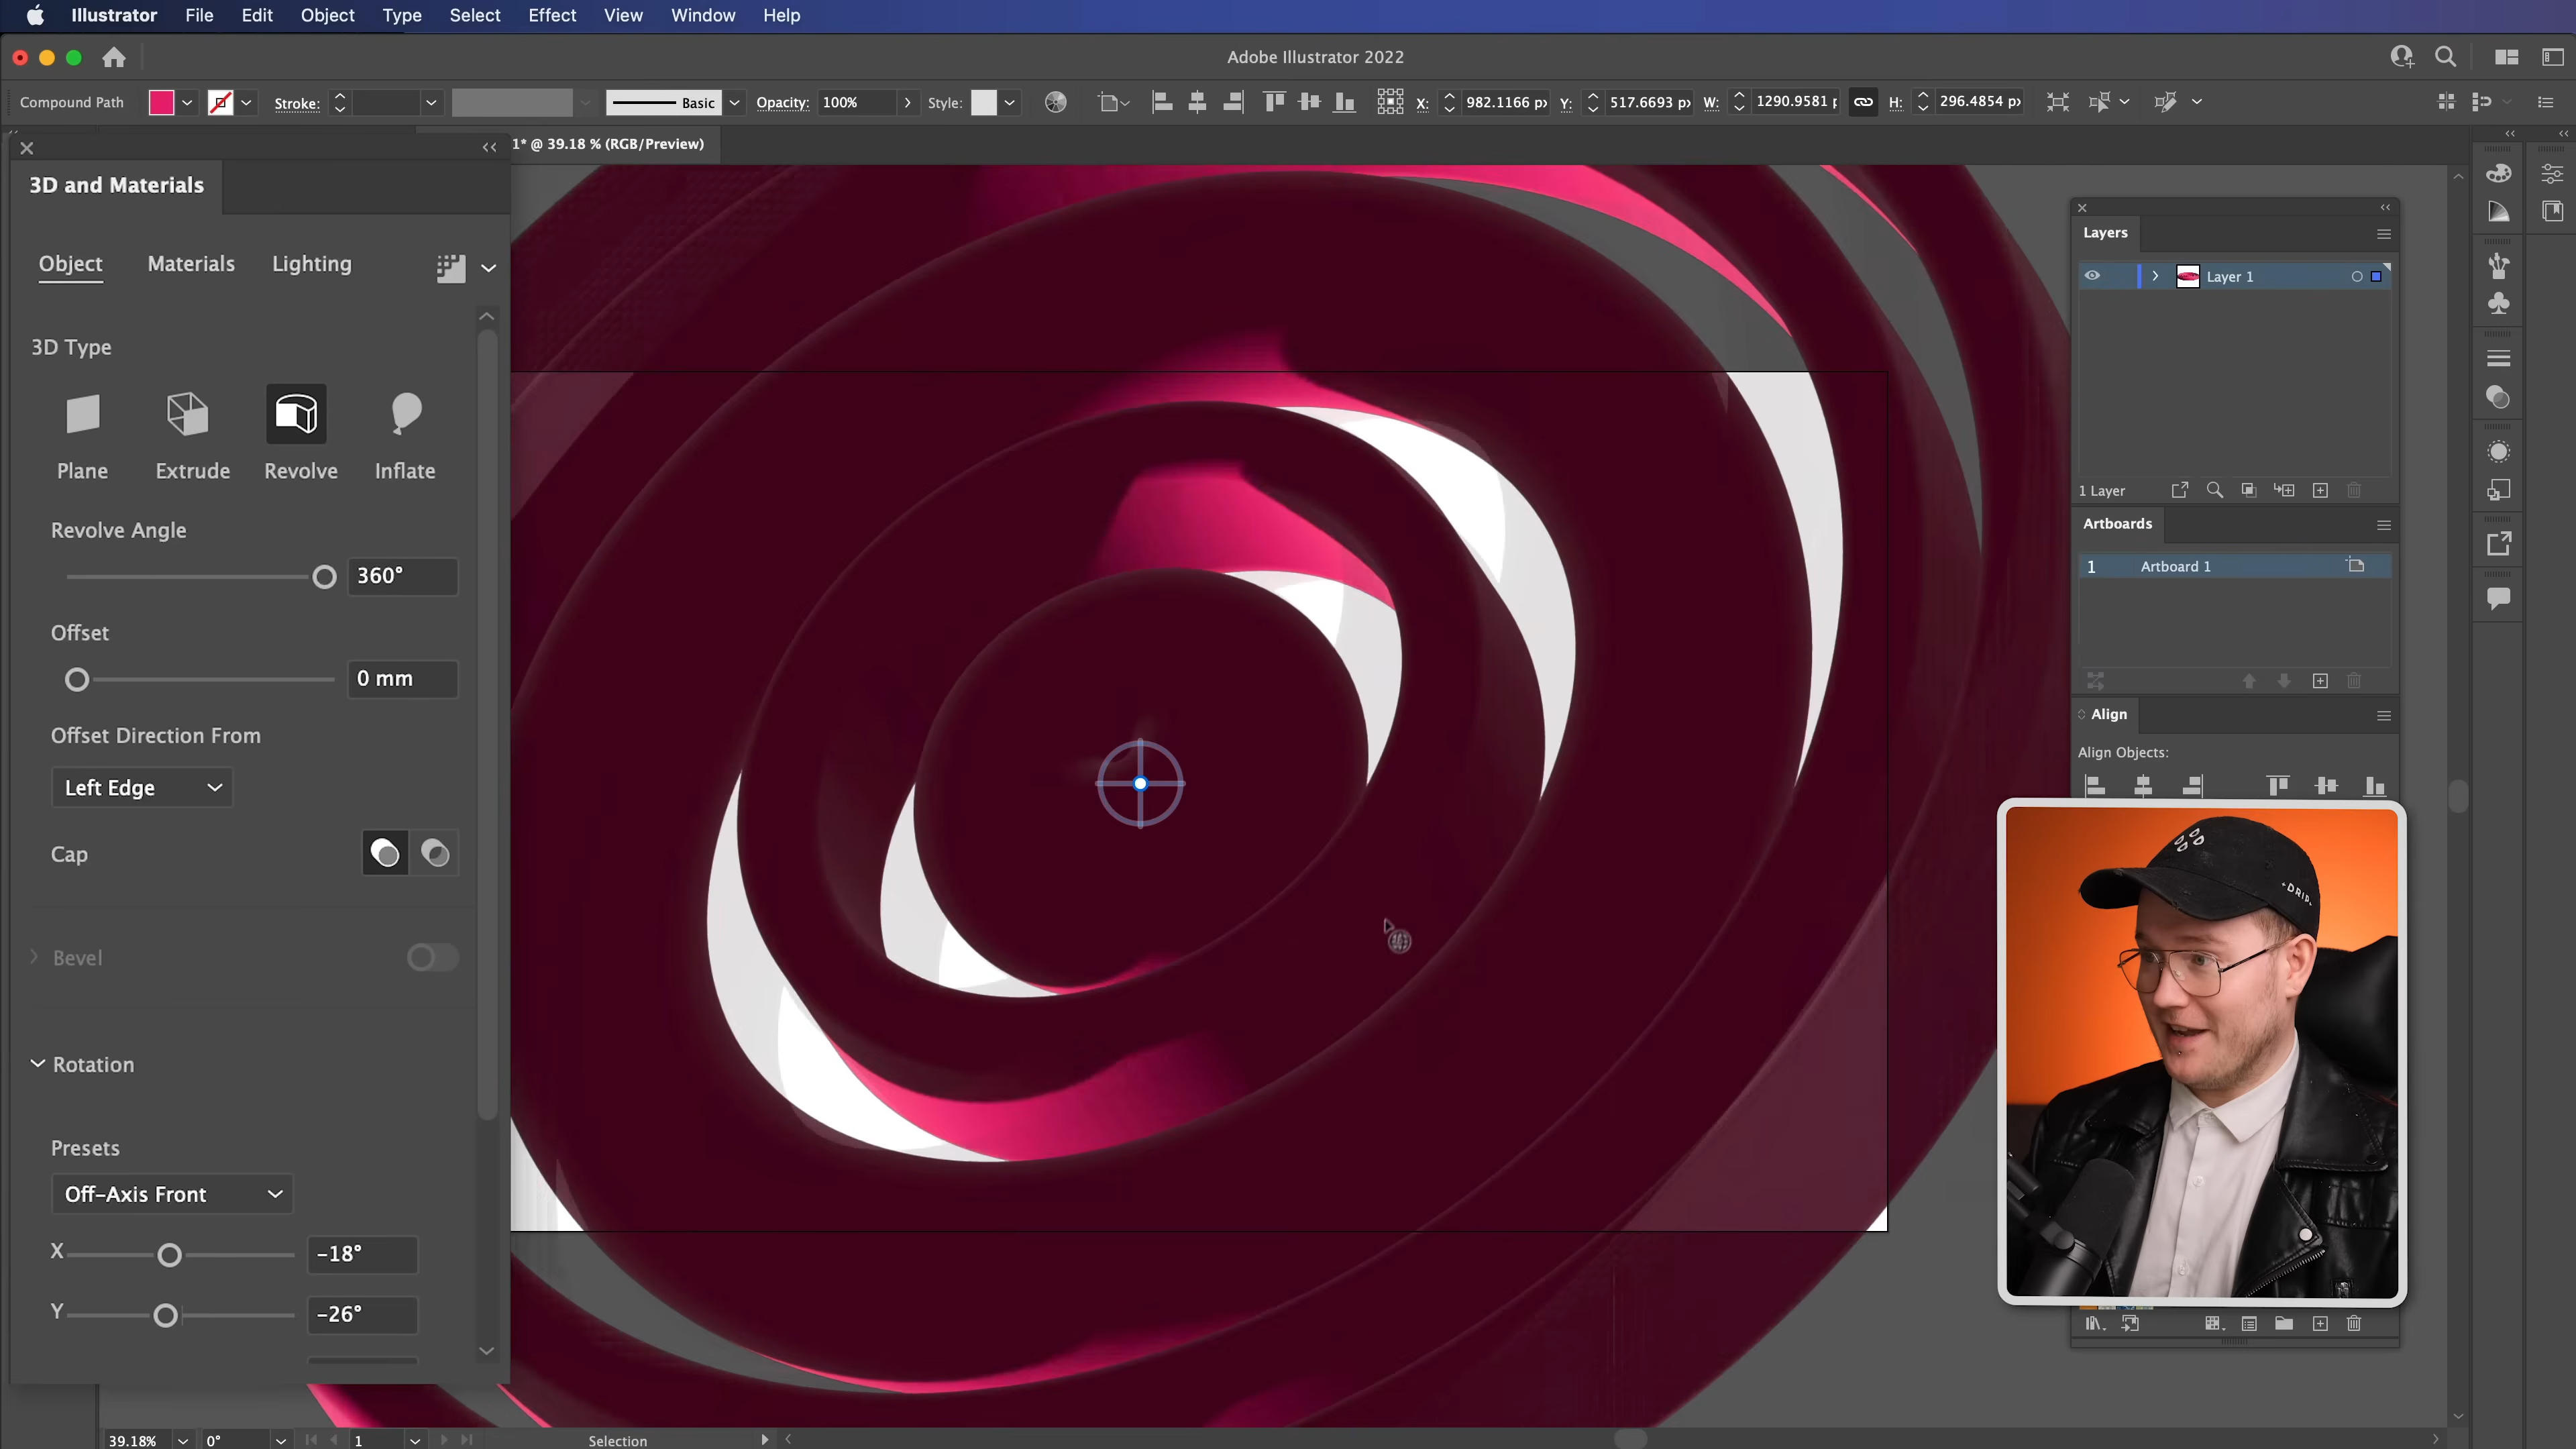 Illustrator File Edit Object Type Select Effect View Window Help
Adobe Illustrator 2022
Compound Path Stroke: Basic Opacity: 100% Style: X: 982.1166 px Y: 517.6693 px W: 1290.9581 H: 296.4854 px
1* @ 39.18 % (RGB/Preview)
3D and Materials
Object Materials Lighting
3D Type
Plane Extrude Revolve Inflate
Revolve Angle
360°
Offset
0 mm
Offset Direction From
Left Edge
Cap
Bevel
Rotation
Presets
Off-Axis Front
X -18°
Y -26°
Layers
Layer 1
1 Layer
Artboards
1 Artboard 1
Align
Align Objects:
DRIP
39.18% 0° 1 Selection